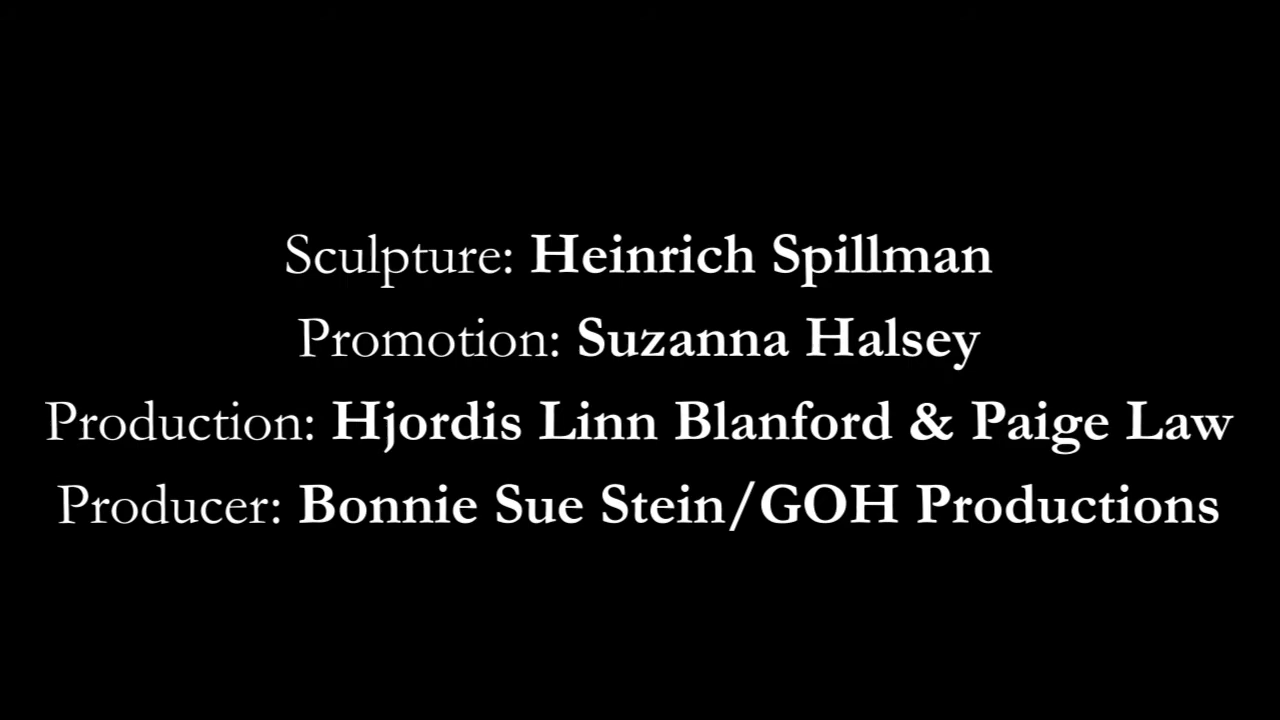 Sculpture: Heinrich Spillman
Promotion: Suzanna Halsey
Production: Hjordis Linn Blanford & Paige Law
Producer: Bonnie Sue Stein/GOH Productions